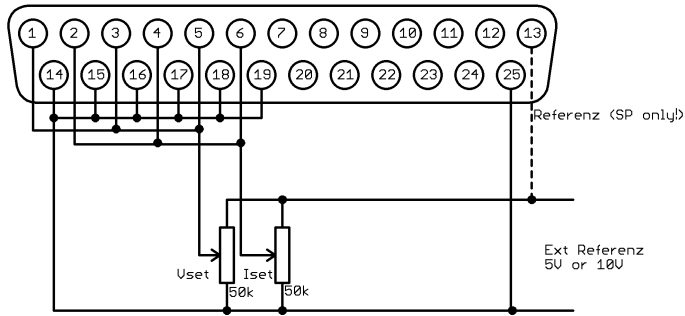 1 2 3 4 5 6 7 8 9 10 11 12 13
14 15 16 17 18 19 20 21 22 23 24 25
Referenz (SP only!)
Ext Referenz
5V or 10V
Vset
Iset
50k
50k